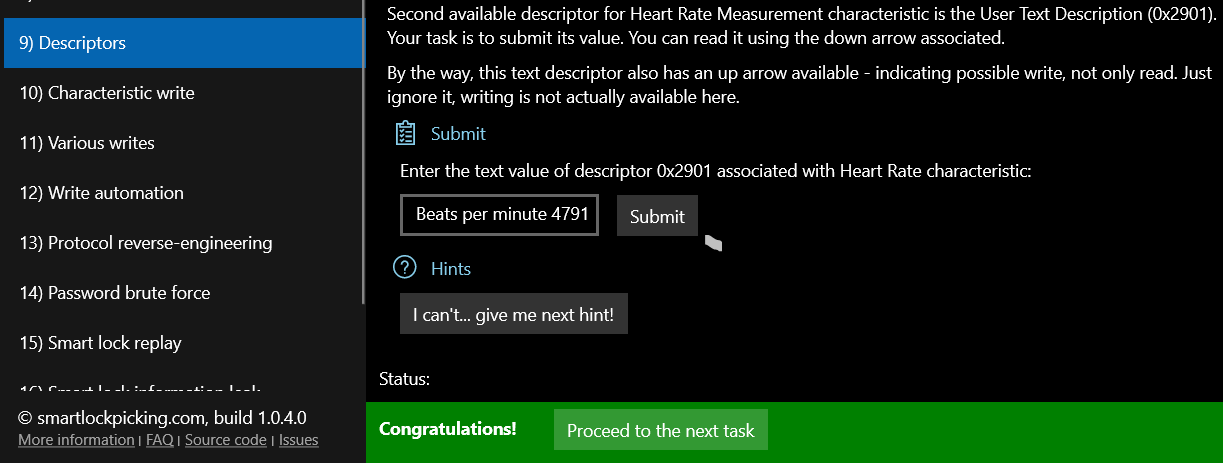 9) Descriptors
10) Characteristic write
11) Various writes
12) Write automation
13) Protocol reverse-engineering
14) Password brute force
15) Smart lock replay
16) Smart lock information leak
© smartlockpicking.com, build 1.0.4.0
More information | FAQ | Source code | Issues
Second available descriptor for Heart Rate Measurement characteristic is the User Text Description (0x2901).
Your task is to submit its value. You can read it using the down arrow associated.
By the way, this text descriptor also has an up arrow available - indicating possible write, not only read. Just
ignore it, writing is not actually available here.
Submit
Enter the text value of descriptor 0x2901 associated with Heart Rate characteristic:
Beats per minute 4791
Submit
? Hints
I can't... give me next hint!
Status:
Congratulations!
Proceed to the next task